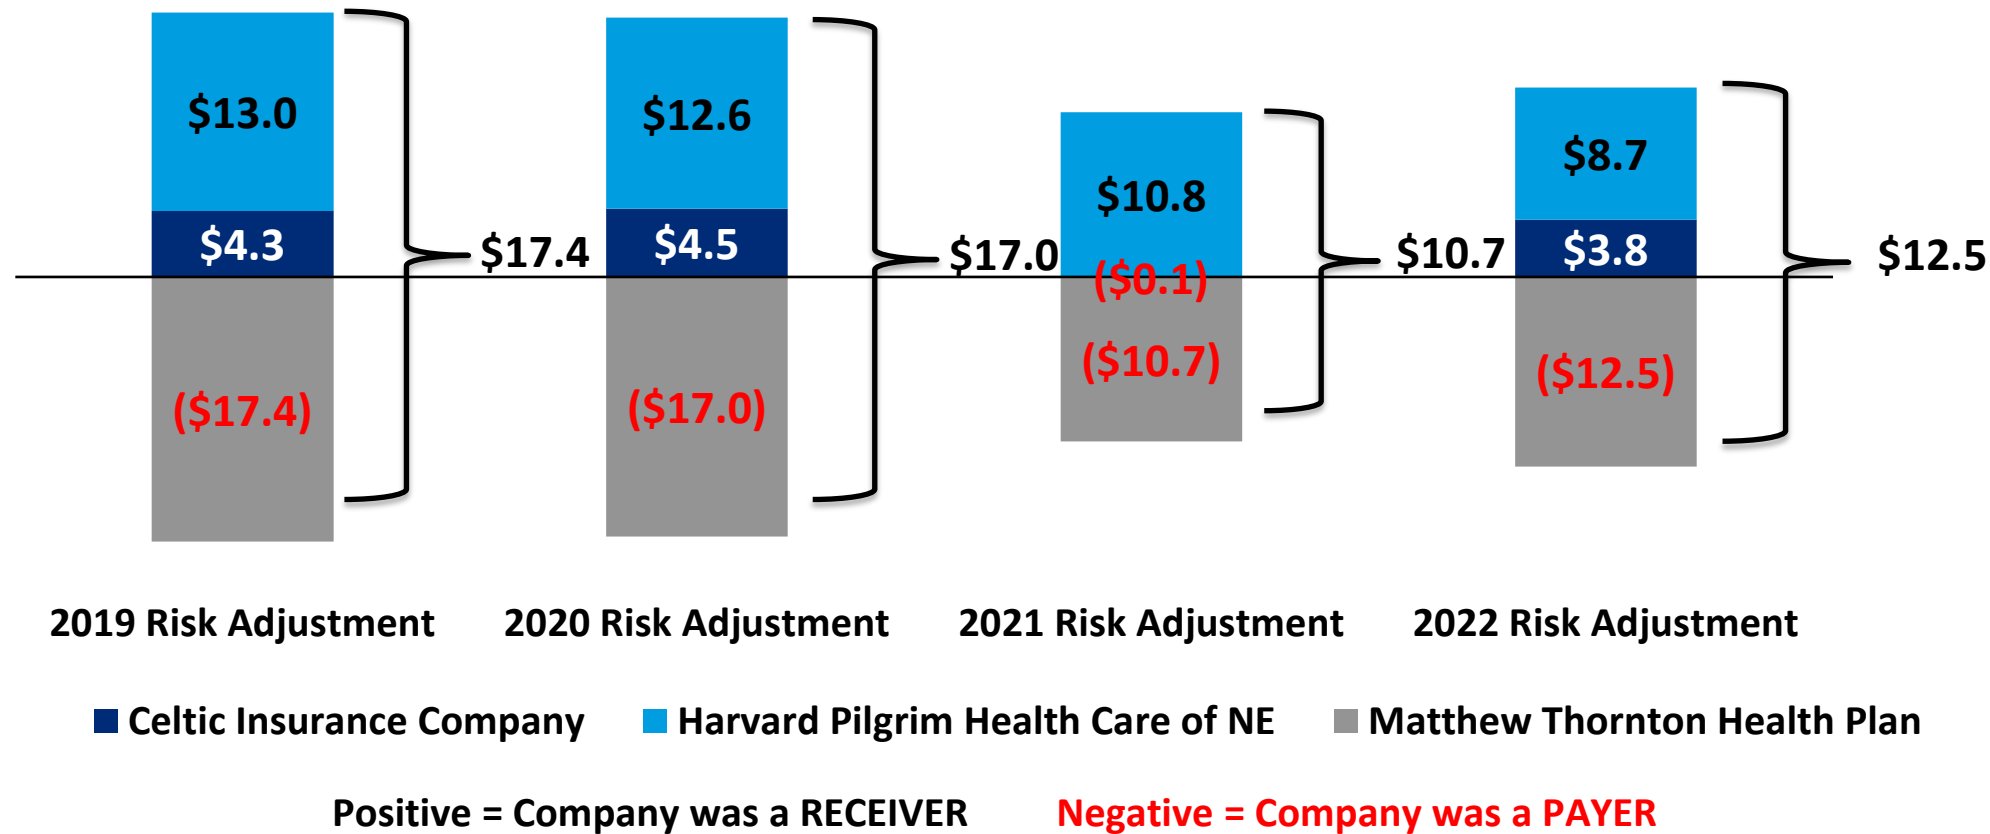 $13.0
$4.3
($17.4)
$17.4
$12.6
$4.5
($17.0)
$17.0
$10.8
($0.1)
($10.7)
$10.7
$8.7
$3.8
($12.5)
$12.5
2019 Risk Adjustment
2020 Risk Adjustment
2021 Risk Adjustment
2022 Risk Adjustment
Celtic Insurance Company
Harvard Pilgrim Health Care of NE
Matthew Thornton Health Plan
Positive = Company was a RECEIVER
Negative = Company was a PAYER